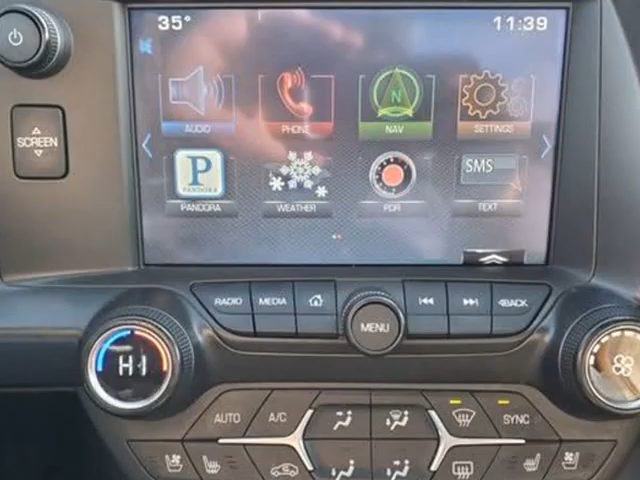 35° 11:39
SCREEN
AUDIO PHONE N NAV SETTINGS
P PANDORA SMS
PANDORA WEATHER PDR TEXT
RADIO MEDIA MENU BACK
HI
AUTO A/C SYNC